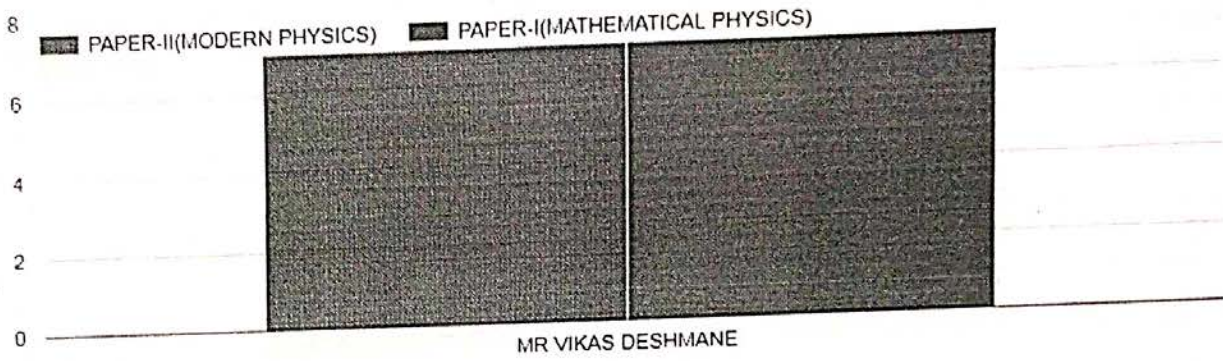 8
PAPER-II(MODERN PHYSICS) PAPER-I(MATHEMATICAL PHYSICS)
6
4
2
0
MR VIKAS DESHMANE